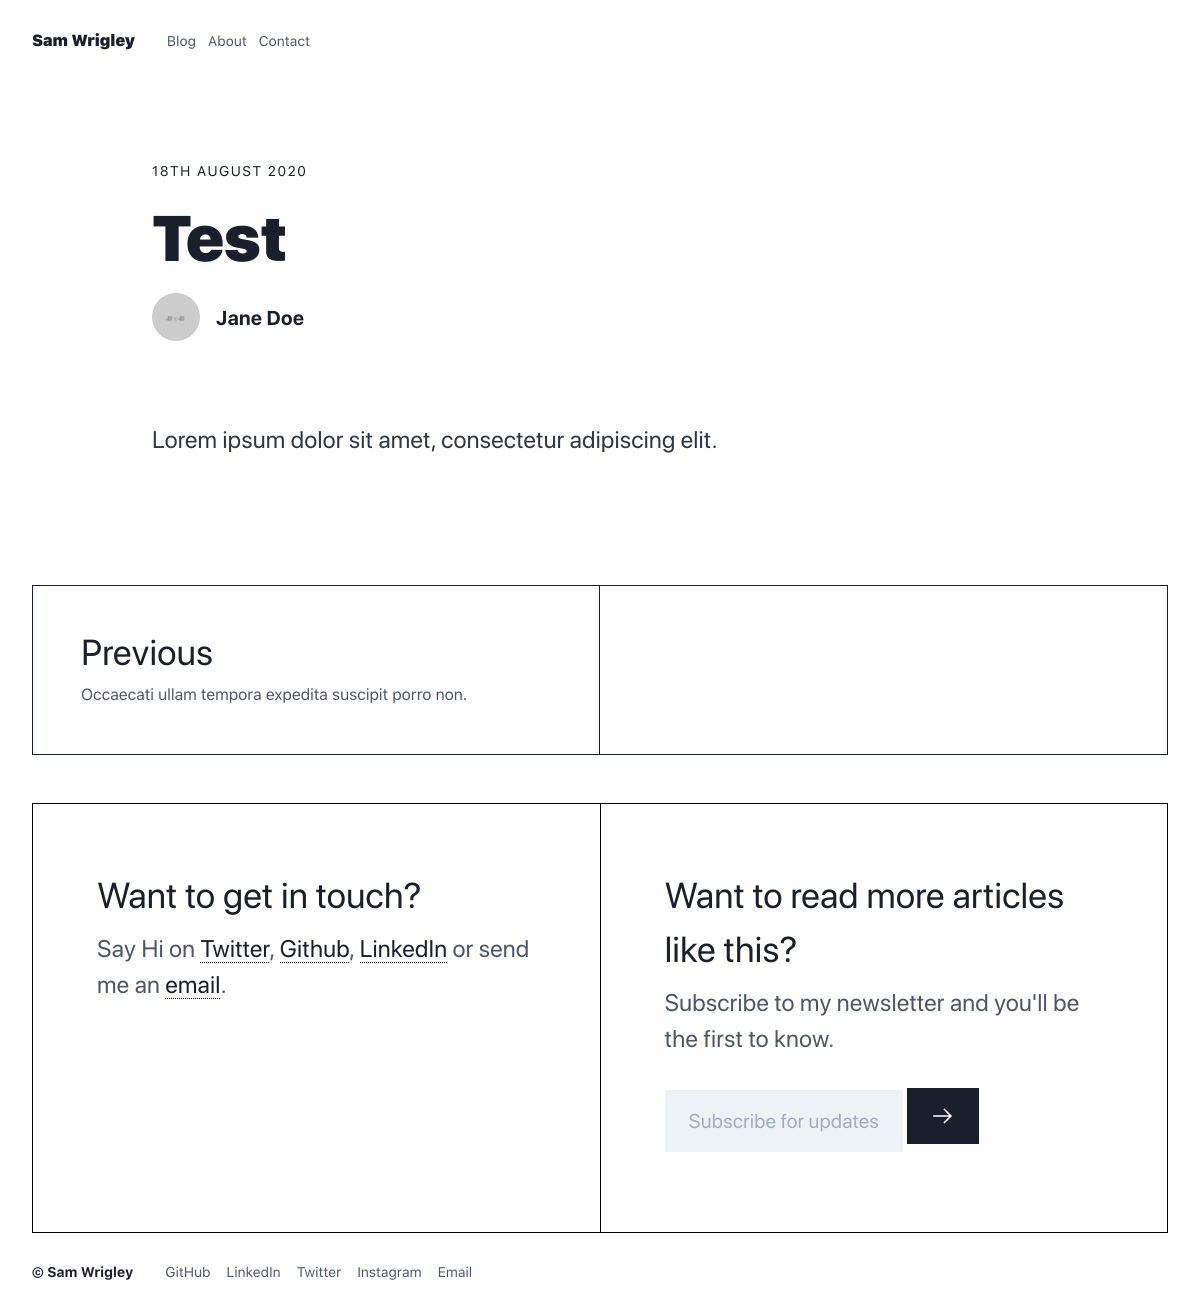 Sam Wrigley Blog About Contact
18TH AUGUST 2020
Test
Jane Doe
Lorem ipsum dolor sit amet, consectetur adipiscing elit.
Previous
Occaecati ullam tempora expedita suscipit porro non.
Want to get in touch?
Say Hi on Twitter, Github, LinkedIn or send
me an email.
Want to read more articles
like this?
Subscribe to my newsletter and you'll be
the first to know.
Subscribe for updates
© Sam Wrigley GitHub LinkedIn Twitter Instagram Email